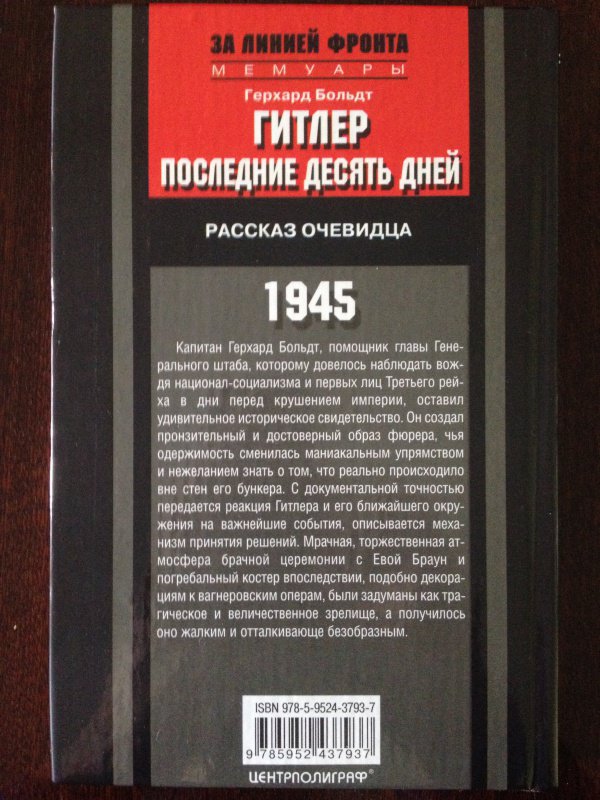 ЗА ЛИНИЕЙ ФРОНТА
МЕМУАРЫ
Герхард Больдт
ГИТЛЕР
ПОСЛЕДНИЕ ДЕСЯТЬ ДНЕЙ
РАССКАЗ ОЧЕВИДЦА
1945
Капитан Герхард Больдт, помощник главы Гене-
рального штаба, которому довелось наблюдать вож-
дя национал-социализма и первых лиц Третьего рей-
ха в дни перед крушением империи, оставил
удивительное историческое свидетельство. Он создал
пронзительный и достоверный образ фюрера, чья
одержимость сменилась маниакальным упрямством
и нежеланием знать о том, что реально происходило
вне стен его бункера. С документальной точностью
передается реакция Гитлера и его ближайшего окру-
жения на важнейшие события, описывается меха-
низм принятия решений. Мрачная, торжественная ат-
мосфера брачной церемонии с Евой Браун и
погребальный костер впоследствии, подобно декора-
циям к вагнеровским операм, были задуманы как тра-
гическое и величественное зрелище, а получилось
оно жалким и отталкивающе безобразным.
ISBN 978-5-9524-3793-7
9 785952 437937
ЦЕНТРПОЛИГРАФ®